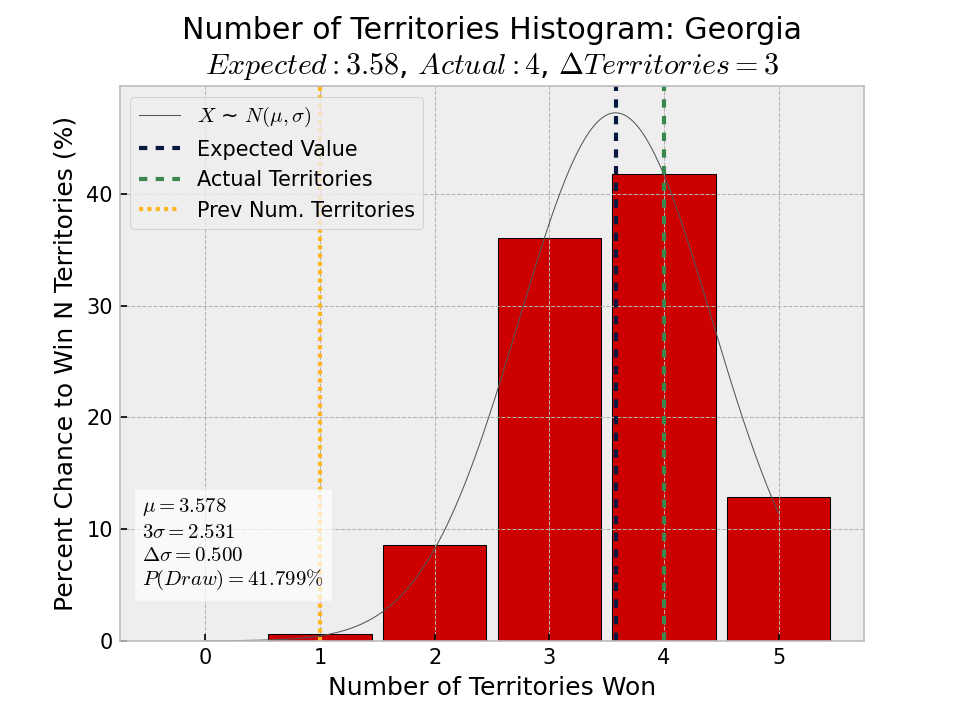 Number of Territories Histogram: Georgia
Expected : 3.58, Actual : 4, ΔTerritories = 3
X ~ N(μ, σ)
Expected Value
Actual Territories
Prev Num. Territories
Percent Chance to Win N Territories (%)
40
30
20
10
0
μ = 3.578
3σ = 2.531
Δσ = 0.500
P(Draw) = 41.799%
0 1 2 3 4 5
Number of Territories Won